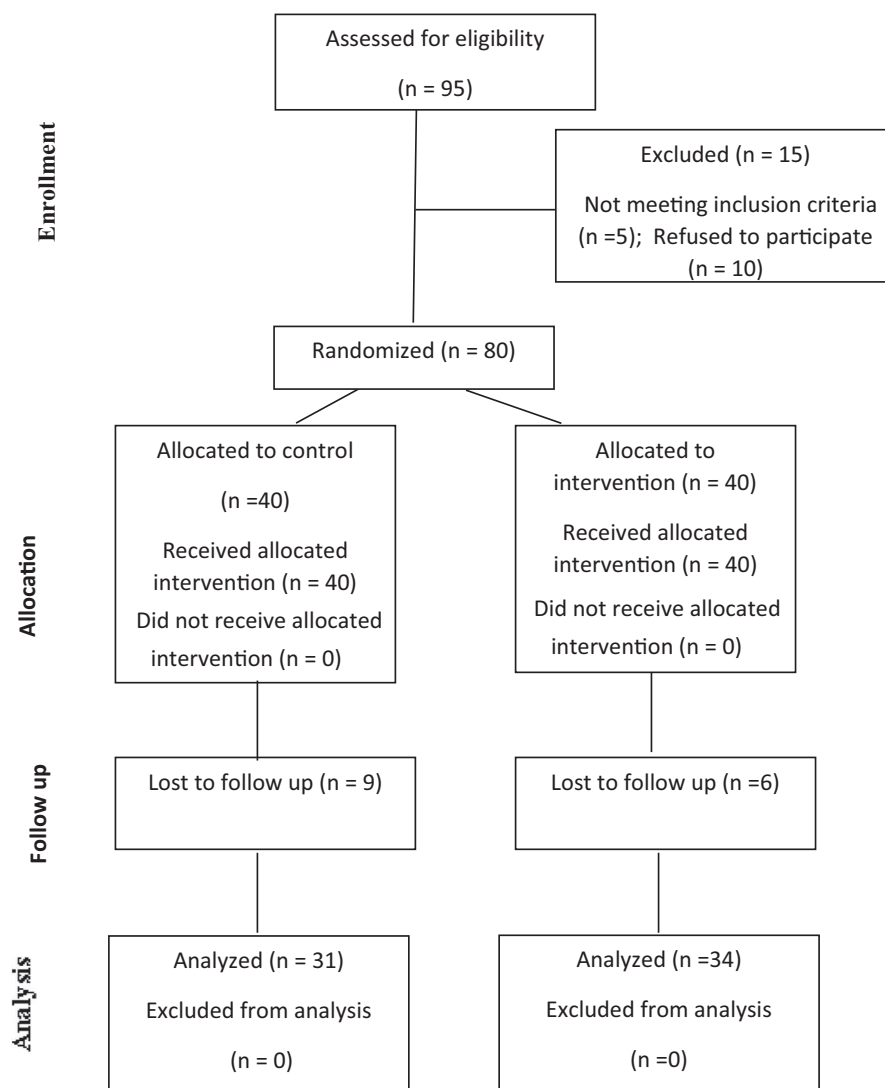 Assessed for eligibility
(n = 95)
Enrollment
Excluded (n = 15)
Not meeting inclusion criteria
(n =5);  Refused to participate
(n = 10)
Randomized (n = 80)
Allocation
Allocated to control
(n =40)
Received allocated
intervention (n = 40)
Did not receive allocated
intervention (n = 0)
Allocated to
intervention (n = 40)
Received allocated
intervention (n = 40)
Did not receive allocated
intervention (n = 0)
Follow up
Lost to follow up (n = 9)
Lost to follow up (n =6)
Analysis
Analyzed (n = 31)
Excluded from analysis
(n = 0)
Analyzed (n =34)
Excluded from analysis
(n =0)